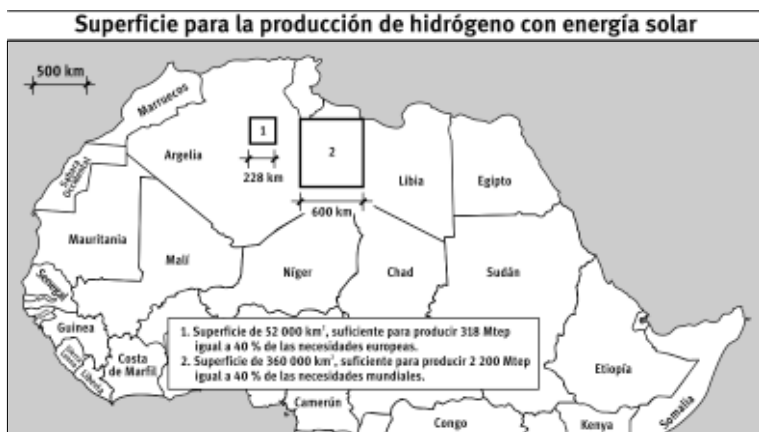 Superficie para la producción de hidrógeno con energía solar
500 km
Marruecos
Argelia
1
228 km
2
600 km
Libia
Egipto
Sahara
Occidental
Mauritania
Malí
Níger
Chad
Sudán
Senegal
Guinea
Costa
de Marfil
Liberia
1. Superficie de 52 000 km², suficiente para producir 318 Mtep
igual a 40 % de las necesidades europeas.
2. Superficie de 360 000 km², suficiente para producir 2 200 Mtep
igual a 40 % de las necesidades mundiales.
Camerún
Congo
Etiopía
Kenya
Somalia